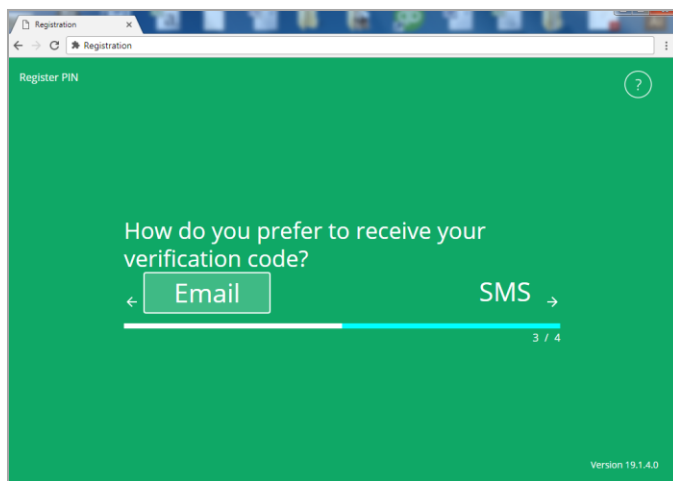 Registration
Registration
Register PIN
?
How do you prefer to receive your
verification code?
Email
SMS
3 / 4
Version 19.1.4.0